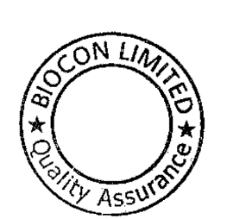 BIOCON LIMITED
★ Quality Assurance ★